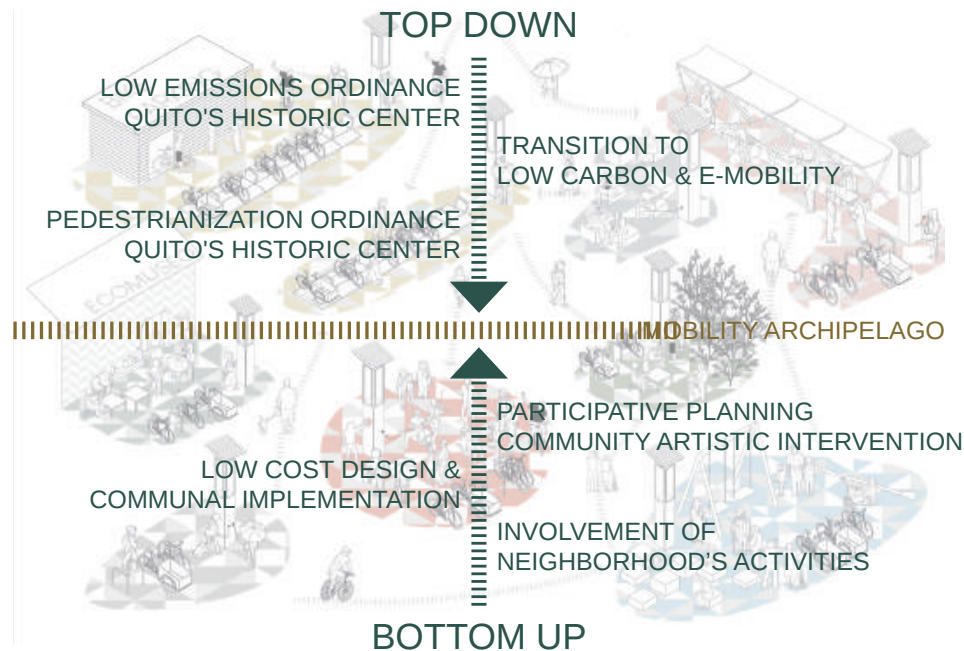 TOP DOWN
LOW EMISSIONS ORDINANCE
QUITO'S HISTORIC CENTER
TRANSITION TO
LOW CARBON & E-MOBILITY
PEDESTRIANIZATION ORDINANCE
QUITO'S HISTORIC CENTER
MOBILITY ARCHIPELAGO
PARTICIPATIVE PLANNING
COMMUNITY ARTISTIC INTERVENTION
LOW COST DESIGN &
COMMUNAL IMPLEMENTATION
INVOLVEMENT OF
NEIGHBORHOOD’S ACTIVITIES
BOTTOM UP